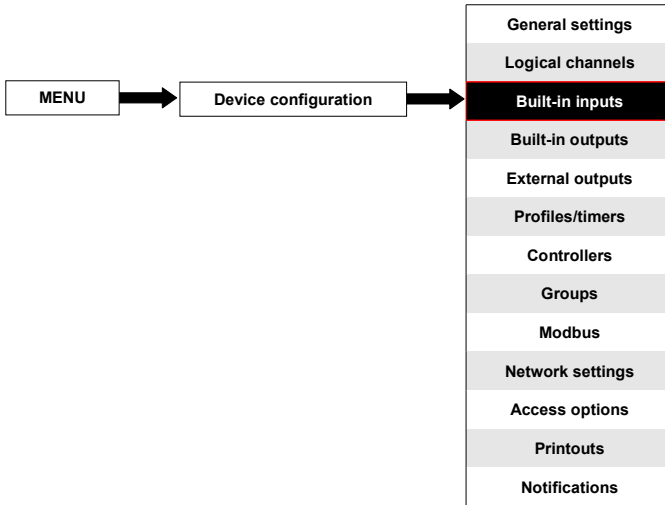 General settings
Logical channels
MENU
Device configuration
Built-in inputs
Built-in outputs
External outputs
Profiles/timers
Controllers
Groups
Modbus
Network settings
Access options
Printouts
Notifications